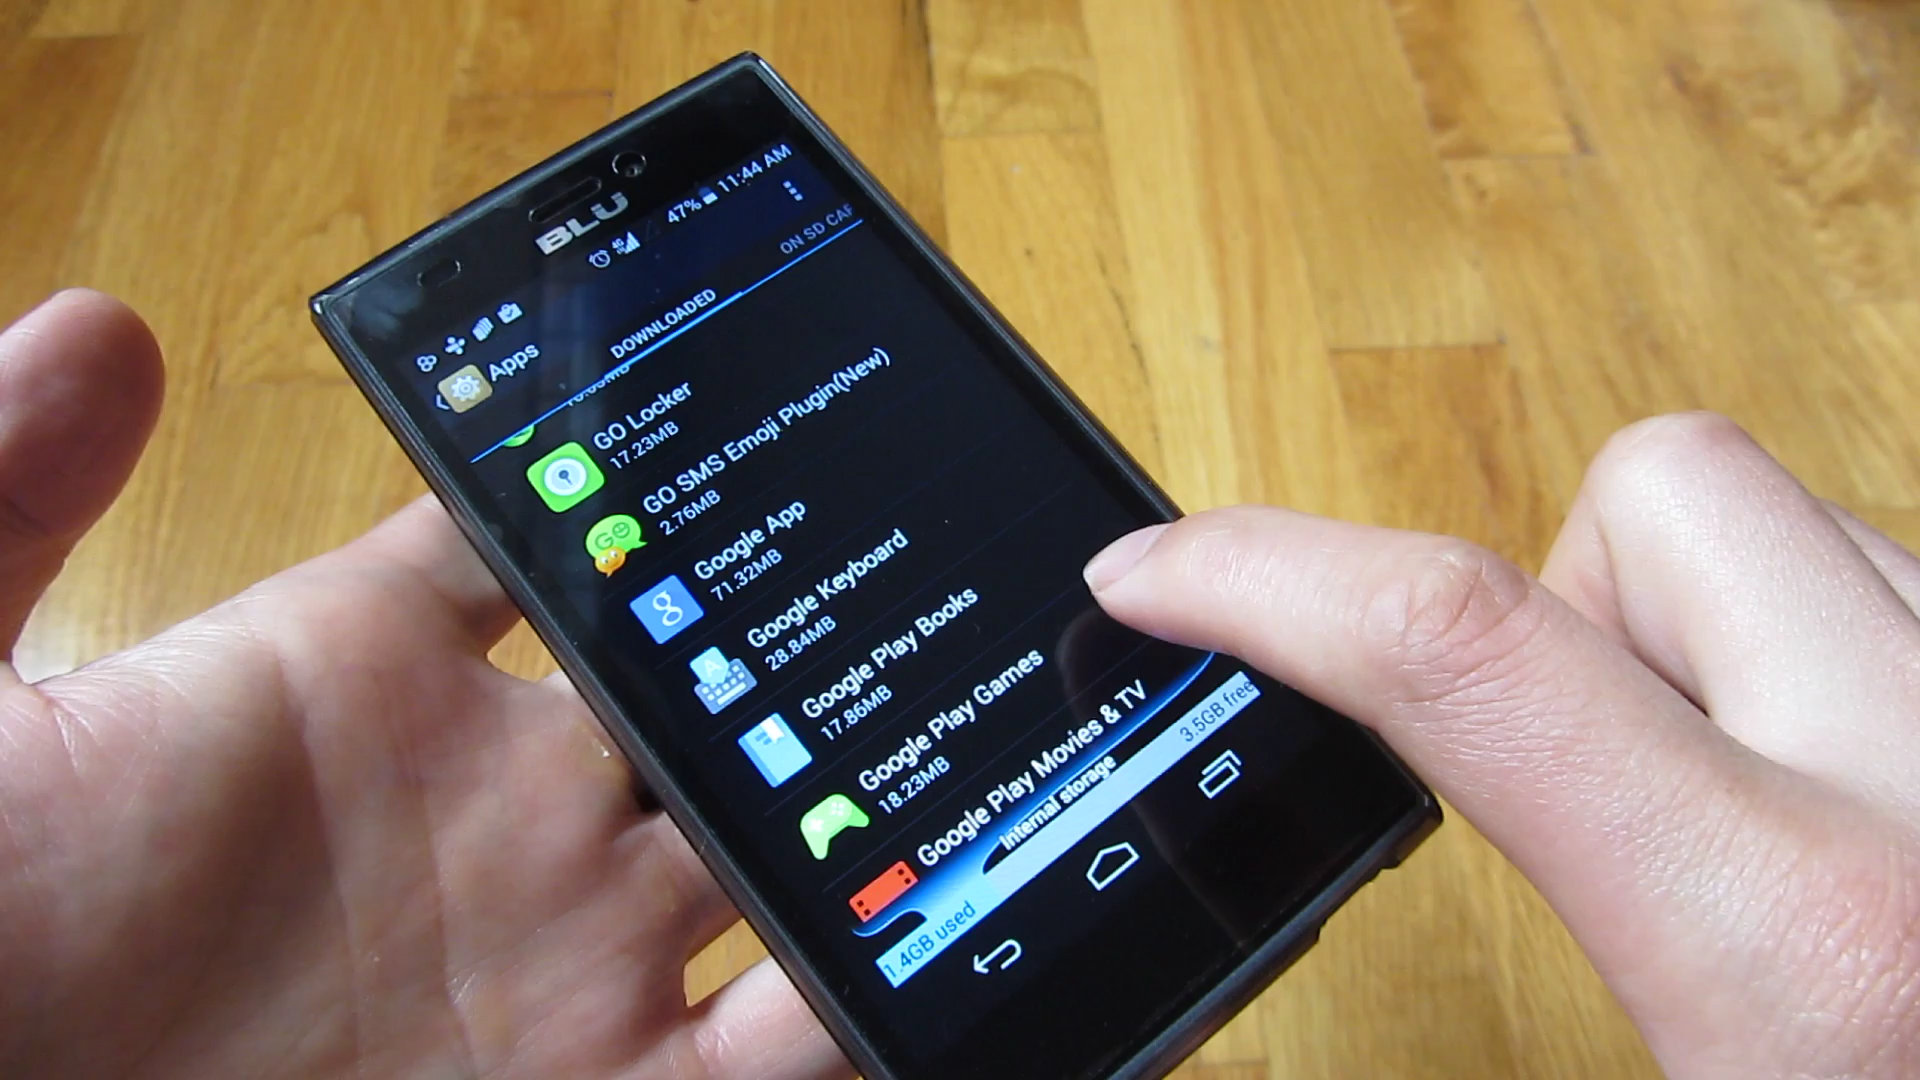 BLU
4G 47% 11:44 AM
Apps
DOWNLOADED
ON SD CAR
GO Locker
17.23MB
GO SMS Emoji Plugin(New)
2.76MB
Google App
71.32MB
Google Keyboard
28.84MB
Google Play Books
17.86MB
Google Play Games
18.23MB
Google Play Movies & TV
Internal storage
1.4GB used
3.5GB free